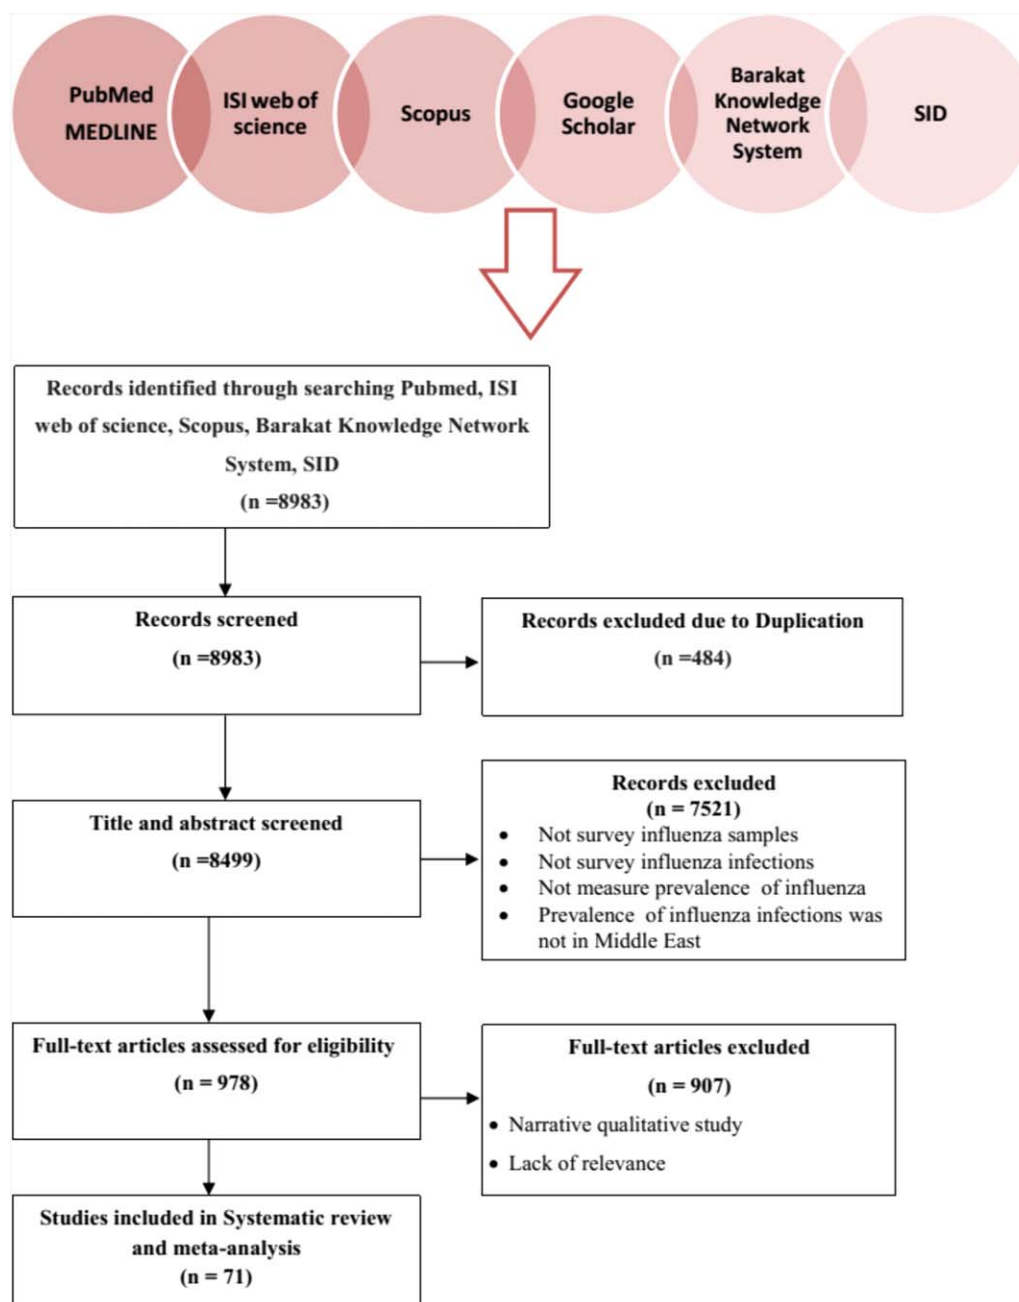 PubMed
MEDLINE
ISI web of
science
Scopus
Google
Scholar
Barakat
Knowledge
Network
System
SID
Records identified through searching Pubmed, ISI
web of science, Scopus, Barakat Knowledge Network
System, SID
(n =8983)
Records screened
(n =8983)
Records excluded due to Duplication
(n =484)
Title and abstract screened
(n =8499)
Records excluded
(n = 7521)
• Not survey influenza samples
• Not survey influenza infections
• Not measure prevalence of influenza
• Prevalence of influenza infections was
not in Middle East
Full-text articles assessed for eligibility
(n = 978)
Full-text articles excluded
(n = 907)
• Narrative qualitative study
• Lack of relevance
Studies included in Systematic review
and meta-analysis
(n = 71)